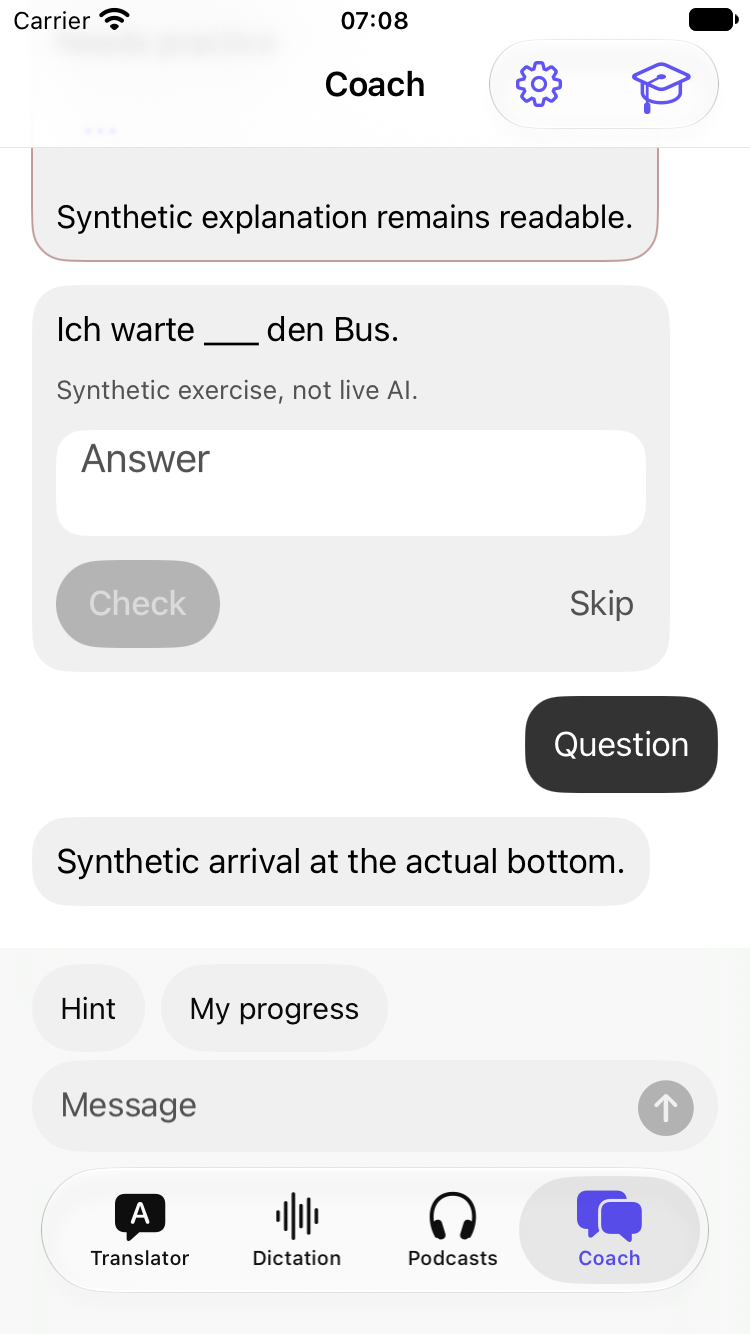 Carrier 07:08
Coach
Synthetic explanation remains readable.
Ich warte ___ den Bus.
Synthetic exercise, not live AI.
Answer
Check
Skip
Question
Synthetic arrival at the actual bottom.
Hint
My progress
Message
A
Translator
Dictation
Podcasts
Coach